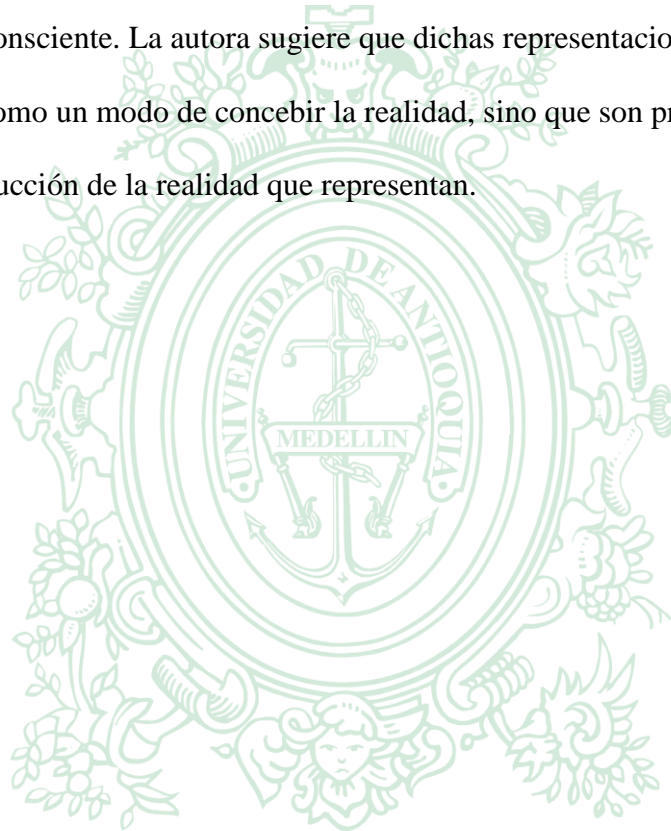 onsciente. La autora sugiere que dichas representacio
omo un modo de concebir la realidad, sino que son pr
ucción de la realidad que representan.
UNIVERSIDAD DE ANTIOQUIA
MEDELLIN